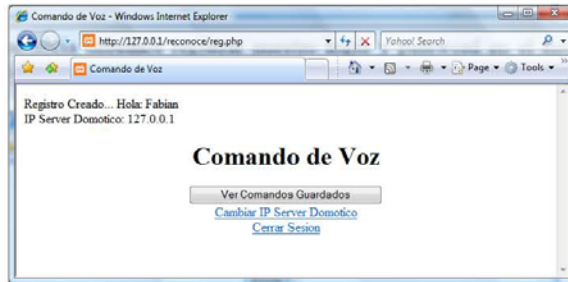 Comando de Voz - Windows Internet Explorer
http://127.0.0.1/reconoce/reg.php
Yahoo! Search
Comando de Voz
Page
Tools
Registro Creado... Hola: Fabian
IP Server Domotico: 127.0.0.1
Comando de Voz
Ver Comandos Guardados
Cambiar IP Server Domotico
Cerrar Sesion